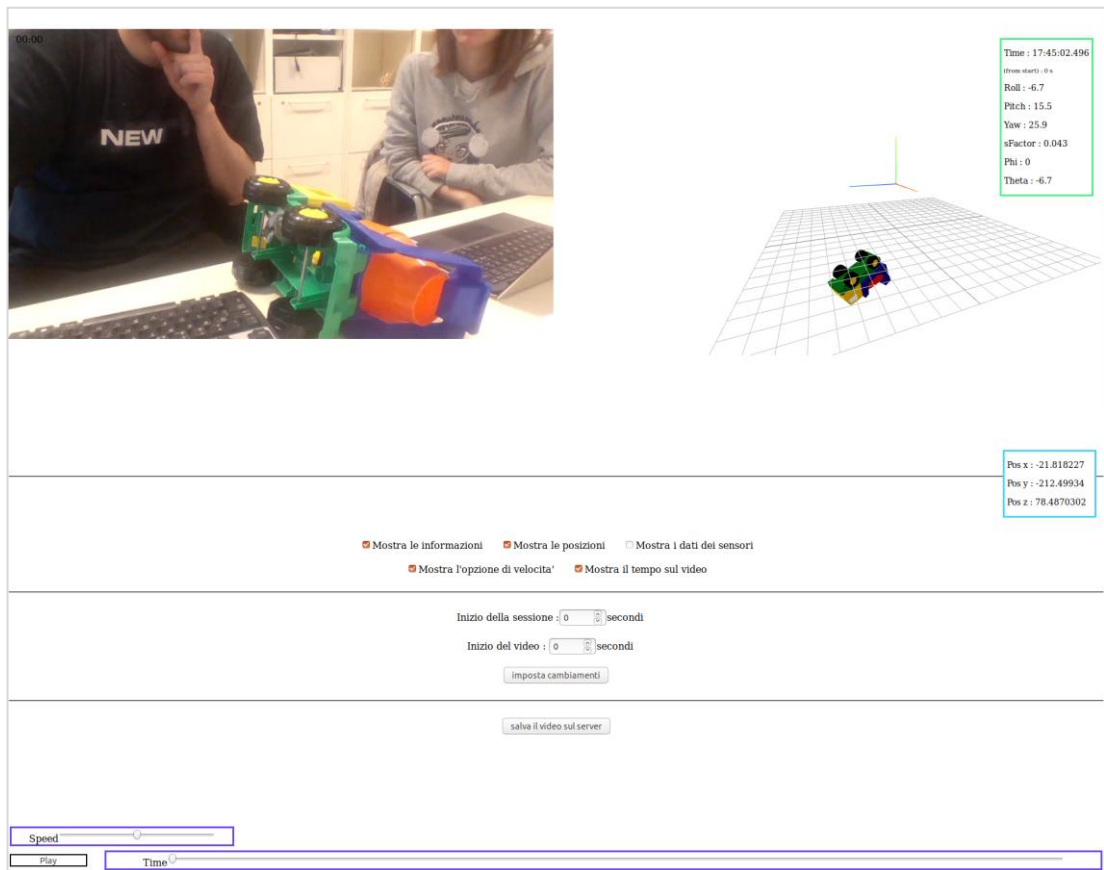 00:00
NEW
Time : 17:45:02.496
(from start) : 0 s
Roll : -6.7
Pitch : 15.5
Yaw : 25.9
sFactor : 0.043
Phi : 0
Theta : -6.7
Pos x : -21.818227
Pos y : -212.49934
Pos z : 78.4870302
Mostra le informazioni Mostra le posizioni Mostra i dati dei sensori
Mostra l'opzione di velocita' Mostra il tempo sul video
Inizio della sessione : 0 secondi
Inizio del video : 0 secondi
imposta cambiamenti
salva il video sul server
Speed
Play Time